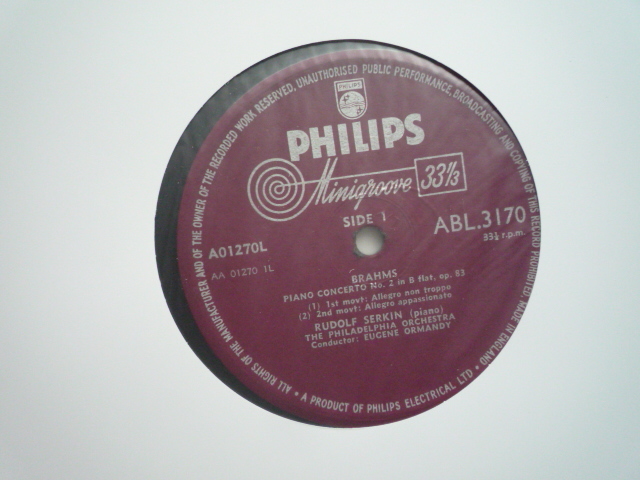 ALL RIGHTS OF THE MANUFACTURER AND OF THE OWNER OF THE RECORDED WORK RESERVED. UNAUTHORISED PUBLIC PERFORMANCE, BROADCASTING AND COPYING OF THIS RECORD PROHIBITED. MADE IN ENGLAND
PHILIPS
PHILIPS
Minigroove 33⅓
SIDE 1
ABL.3170
33⅓ r.p.m.
A01270L
AA 01270 1L
BRAHMS
PIANO CONCERTO No. 2 in B flat, op. 83
(1) 1st movt: Allegro non troppo
(2) 2nd movt: Allegro appassionato
RUDOLF SERKIN (piano)
THE PHILADELPHIA ORCHESTRA
Conductor: EUGENE ORMANDY
• A PRODUCT OF PHILIPS ELECTRICAL LTD •